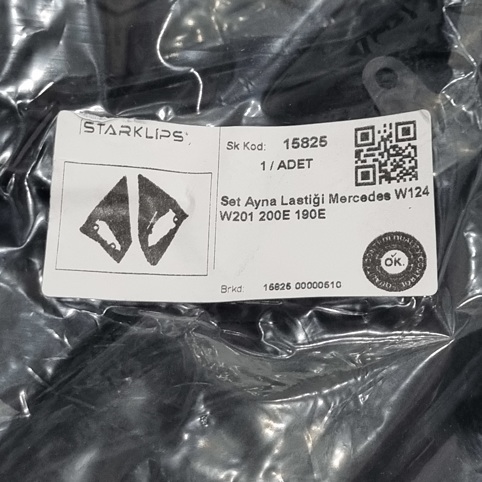 STARKLIPS
Sk Kod: 15825
1 / ADET
Set Ayna Lastiği Mercedes W124
W201 200E 190E
OK.
Brkd: 15825 00000510